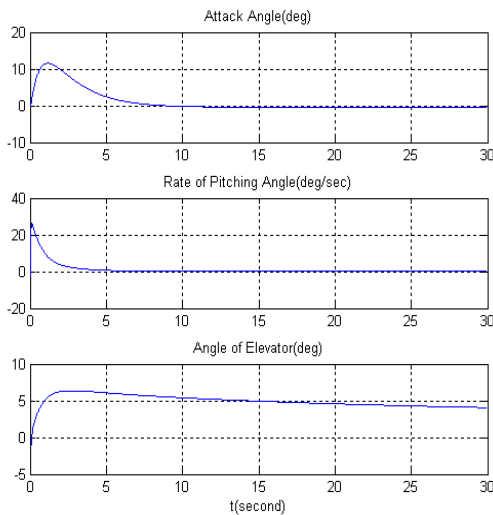 Attack Angle(deg)
20
10
0
-10
0 5 10 15 20 25 30
Rate of Pitching Angle(deg/sec)
40
20
0
-20
0 5 10 15 20 25 30
Angle of Elevator(deg)
10
5
0
-5
0 5 10 15 20 25 30
t(second)